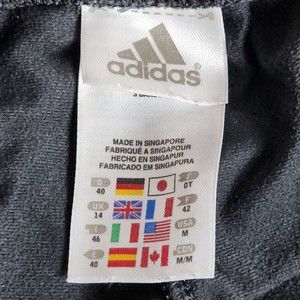 adidas
MADE IN SINGAPORE
FABRIQUÉ A SINGAPOUR
HECHO EN SINGAPUR
FABRICADO EM SINGAPURA
D 40
J OT
UK 14
F 42
I 46
USA M
E 40
CDN M/M